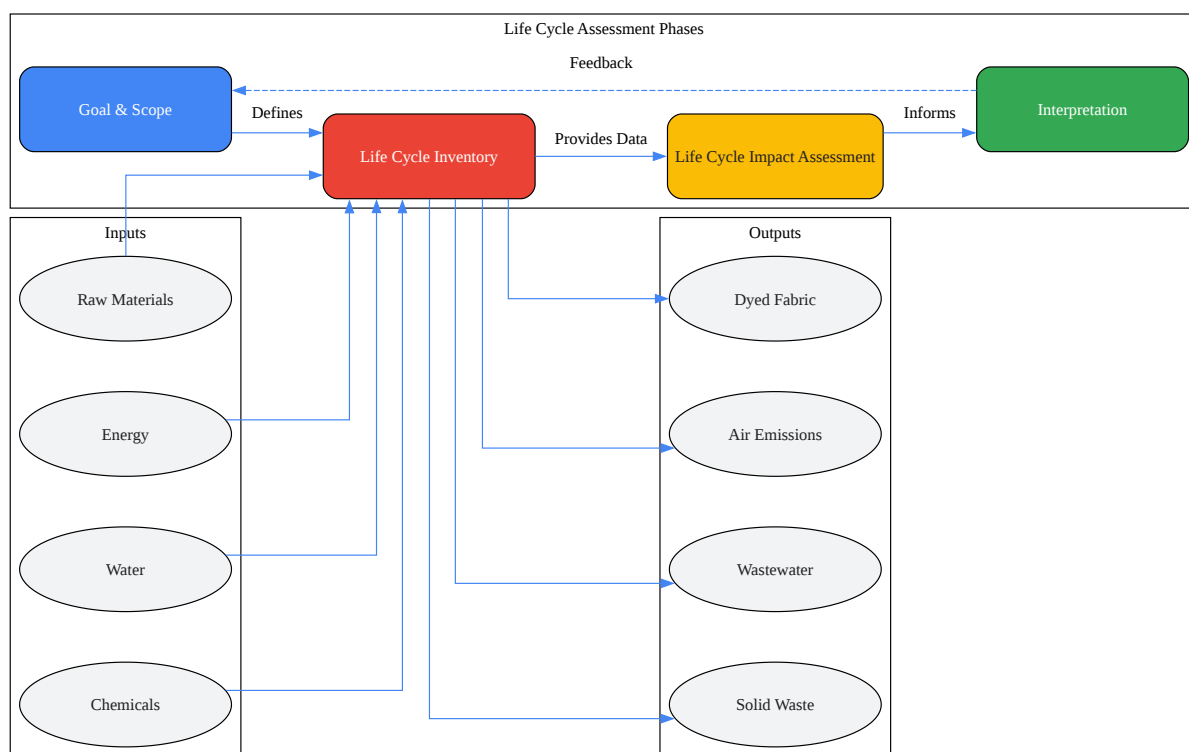 Life Cycle Assessment Phases
Feedback
Goal & Scope
Defines
Life Cycle Inventory
Provides Data
Life Cycle Impact Assessment
Informs
Interpretation
Inputs
Raw Materials
Energy
Water
Chemicals
Outputs
Dyed Fabric
Air Emissions
Wastewater
Solid Waste